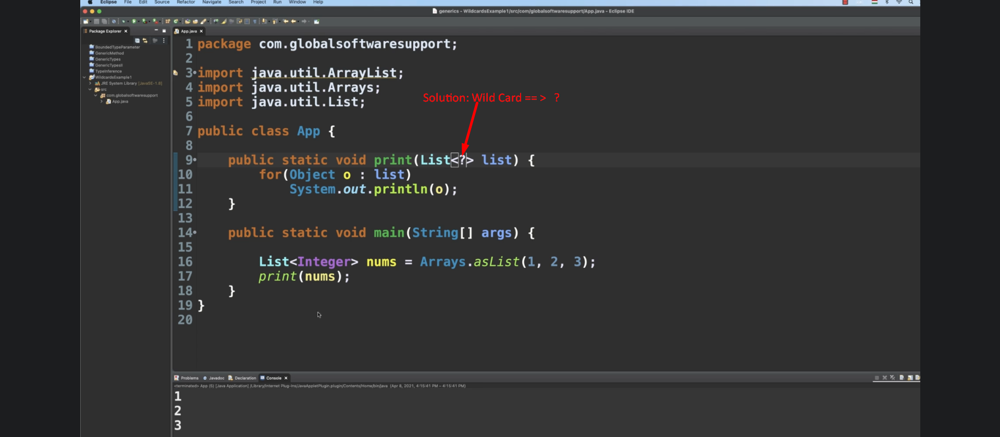 Eclipse File Edit Source Refactor Navigate Search Project Run Window Help
generics - WildcardsExample1/src/com/globalsoftwaresupport/App.java - Eclipse IDE
Package Explorer
App.java
BoundedTypeParameter
GenericMethod
GenericTypes
GenericTypesII
TypeInference
WildcardsExample1
JRE System Library [JavaSE-1.8]
src
com.globalsoftwaresupport
App.java
1 package com.globalsoftwaresupport;
2
3 import java.util.ArrayList;
4 import java.util.Arrays;
5 import java.util.List;
Solution: Wild Card == > ?
6
7 public class App {
8
9 public static void print(List<?> list) {
10 for(Object o : list)
11 System.out.println(o);
12 }
13
14 public static void main(String[] args) {
15
16 List<Integer> nums = Arrays.asList(1, 2, 3);
17 print(nums);
18 }
19 }
20
Problems Javadoc Declaration Console
<terminated> App (5) [Java Application] /Library/Internet Plug-Ins/JavaAppletPlugin.plugin/Contents/Home/bin/java (Apr 8, 2021, 4:15:41 PM – 4:15:41 PM)
1
2
3